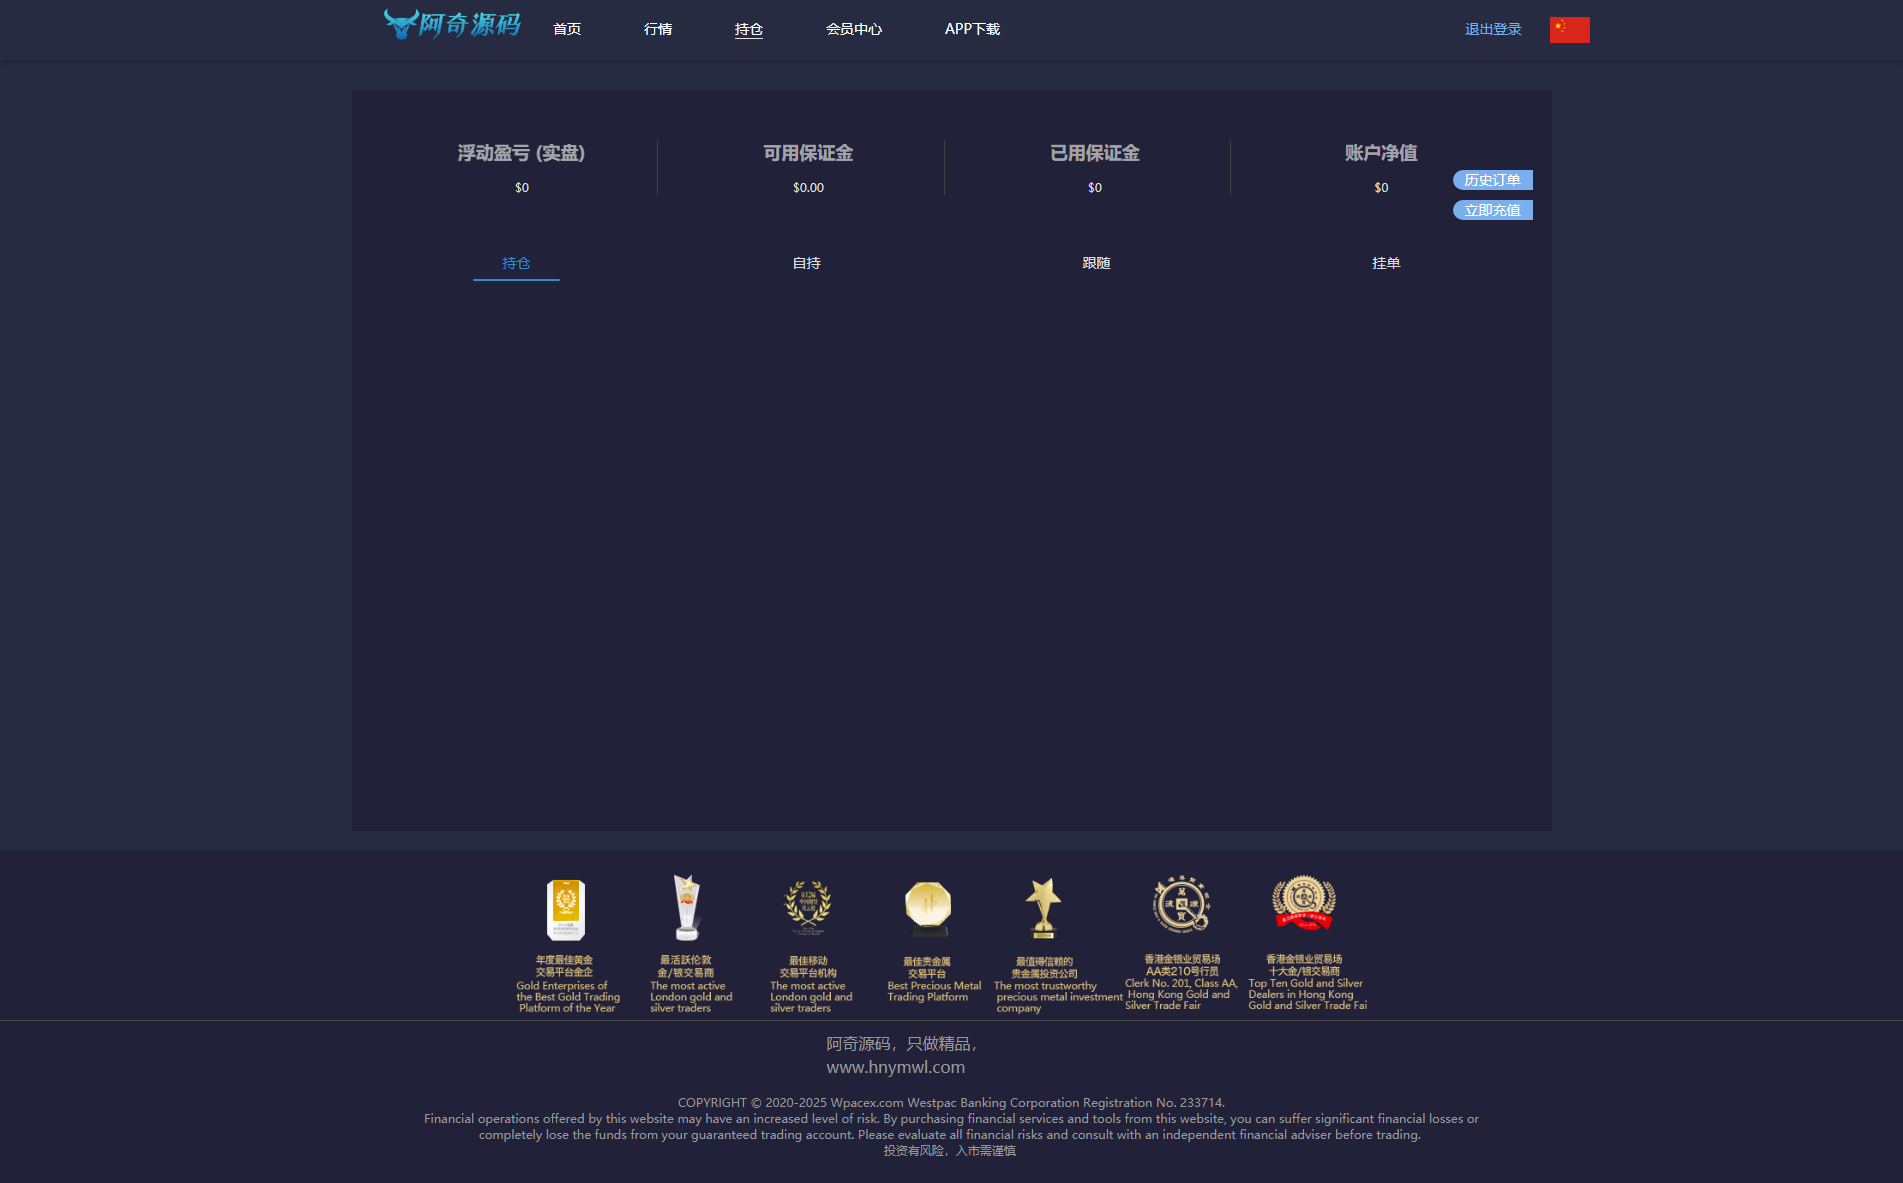 阿奇源码
首页
行情
持仓
会员中心
APP下载
退出登录
浮动盈亏 (实盘)
可用保证金
已用保证金
账户净值
$0
$0.00
$0
$0
历史订单
立即充值
持仓
自持
跟随
挂单
年度最佳黄金
交易平台金企
Gold Enterprises of
the Best Gold Trading
Platform of the Year
最活跃伦敦
金/银交易商
The most active
London gold and
silver traders
最佳移动
交易平台机构
The most active
London gold and
silver traders
最佳贵金属
交易平台
Best Precious Metal
Trading Platform
最值得信赖的
贵金属投资公司
The most trustworthy
precious metal investment
company
香港金银业贸易场
AA类210号行员
Clerk No. 201, Class AA,
Hong Kong Gold and
Silver Trade Fair
香港金银业贸易场
十大金/银交易商
Top Ten Gold and Silver
Dealers in Hong Kong
Gold and Silver Trade Fai
阿奇源码，只做精品，
www.hnymwl.com
COPYRIGHT © 2020-2025 Wpacex.com Westpac Banking Corporation Registration No. 233714.
Financial operations offered by this website may have an increased level of risk. By purchasing financial services and tools from this website, you can suffer significant financial losses or
completely lose the funds from your guaranteed trading account. Please evaluate all financial risks and consult with an independent financial adviser before trading.
投资有风险，入市需谨慎